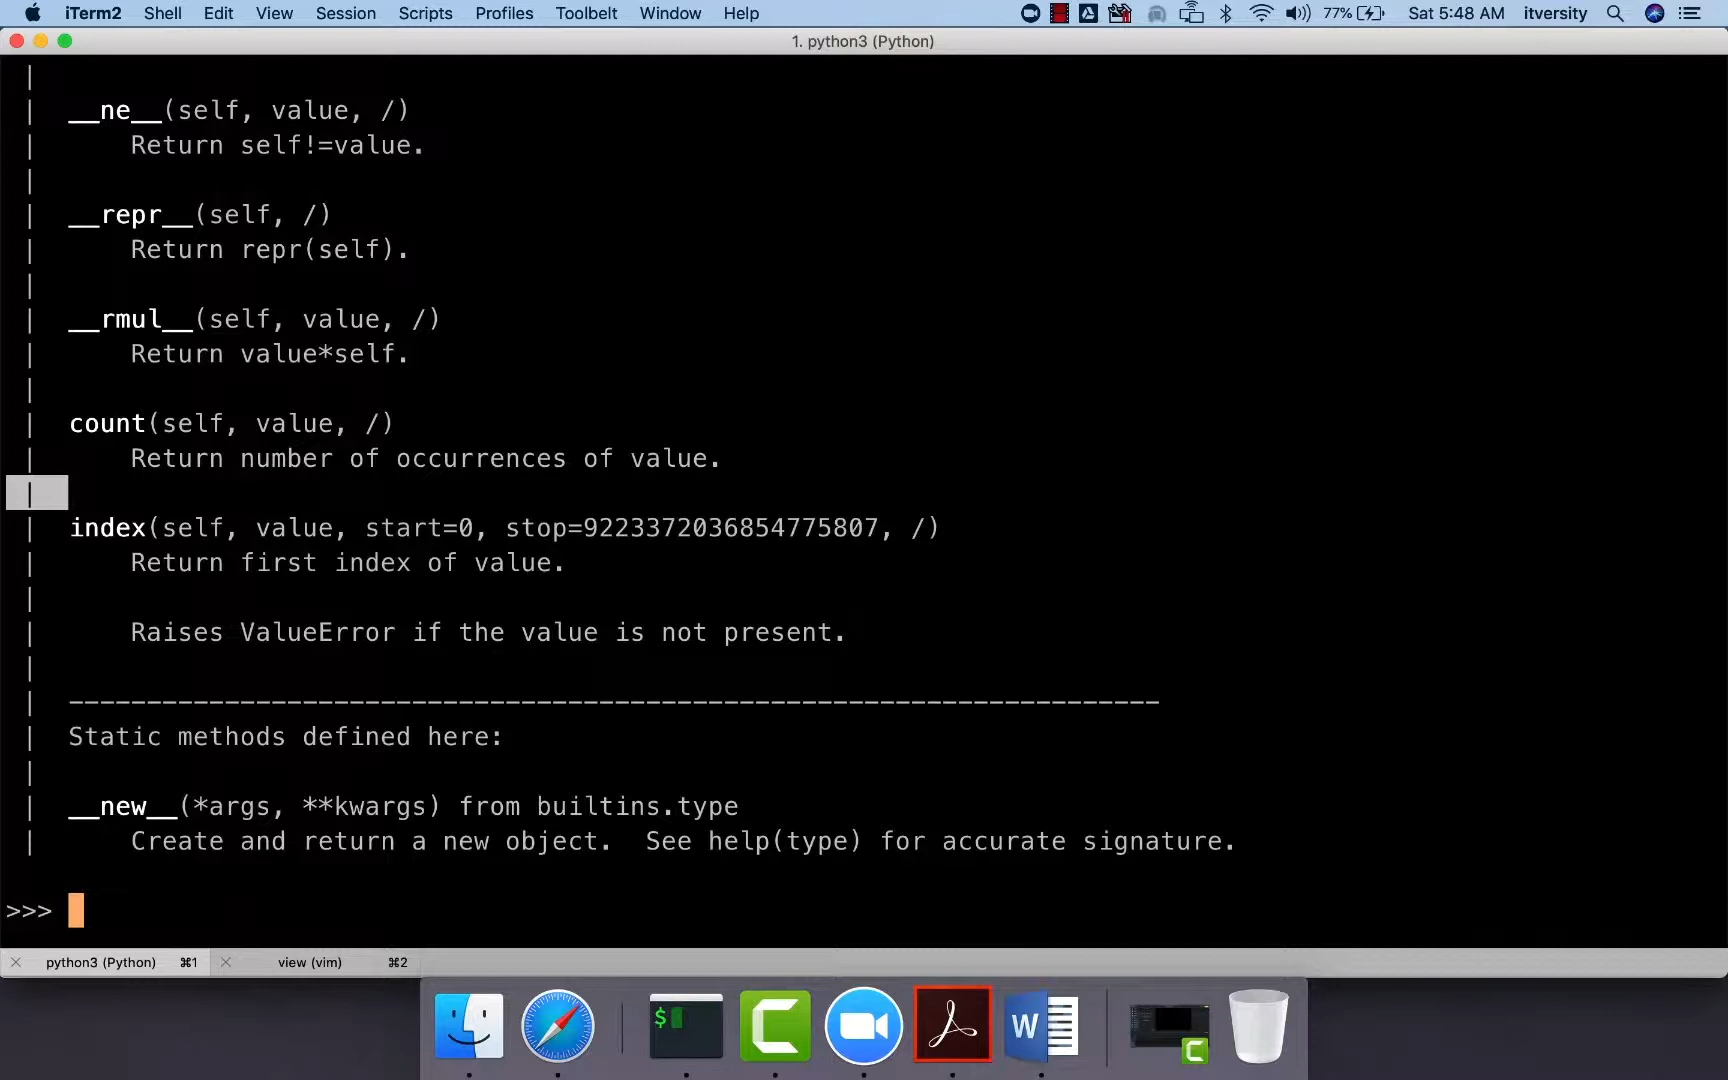 iTerm2 Shell Edit View Session Scripts Profiles Toolbelt Window Help 77% Sat 5:48 AM itversity
1. python3 (Python)
|
| __ne__(self, value, /)
| Return self!=value.
|
| __repr__(self, /)
| Return repr(self).
|
| __rmul__(self, value, /)
| Return value*self.
|
| count(self, value, /)
| Return number of occurrences of value.
|
| index(self, value, start=0, stop=9223372036854775807, /)
| Return first index of value.
|
| Raises ValueError if the value is not present.
|
| ----------------------------------------------------------------------
| Static methods defined here:
|
| __new__(*args, **kwargs) from builtins.type
| Create and return a new object.  See help(type) for accurate signature.
>>>
python3 (Python) ⌘1 view (vim) ⌘2
$
W